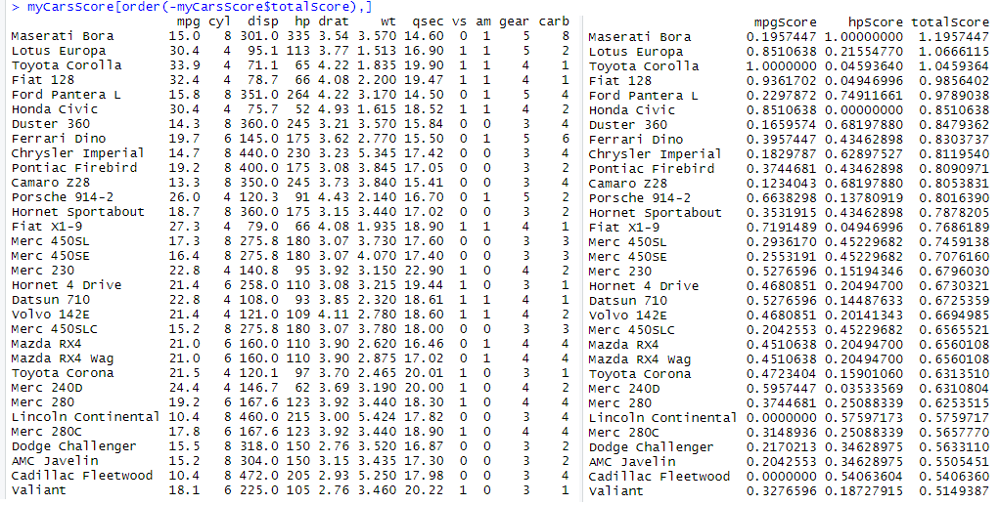 > myCarsScore[order(-myCarsScore$totalScore),]
mpg cyl disp hp drat wt qsec vs am gear carb mpgScore hpScore totalScore
Maserati Bora 15.0 8 301.0 335 3.54 3.570 14.60 0 1 5 8 Maserati Bora 0.1957447 1.00000000 1.1957447
Lotus Europa 30.4 4 95.1 113 3.77 1.513 16.90 1 1 5 2 Lotus Europa 0.8510638 0.21554770 1.0666115
Toyota Corolla 33.9 4 71.1 65 4.22 1.835 19.90 1 1 4 1 Toyota Corolla 1.0000000 0.04593640 1.0459364
Fiat 128 32.4 4 78.7 66 4.08 2.200 19.47 1 1 4 1 Fiat 128 0.9361702 0.04946996 0.9856402
Ford Pantera L 15.8 8 351.0 264 4.22 3.170 14.50 0 1 5 4 Ford Pantera L 0.2297872 0.74911661 0.9789038
Honda Civic 30.4 4 75.7 52 4.93 1.615 18.52 1 1 4 2 Honda Civic 0.8510638 0.00000000 0.8510638
Duster 360 14.3 8 360.0 245 3.21 3.570 15.84 0 0 3 4 Duster 360 0.1659574 0.68197880 0.8479362
Ferrari Dino 19.7 6 145.0 175 3.62 2.770 15.50 0 1 5 6 Ferrari Dino 0.3957447 0.43462898 0.8303737
Chrysler Imperial 14.7 8 440.0 230 3.23 5.345 17.42 0 0 3 4 Chrysler Imperial 0.1829787 0.62897527 0.8119540
Pontiac Firebird 19.2 8 400.0 175 3.08 3.845 17.05 0 0 3 2 Pontiac Firebird 0.3744681 0.43462898 0.8090971
Camaro Z28 13.3 8 350.0 245 3.73 3.840 15.41 0 0 3 4 Camaro Z28 0.1234043 0.68197880 0.8053831
Porsche 914-2 26.0 4 120.3 91 4.43 2.140 16.70 0 1 5 2 Porsche 914-2 0.6638298 0.13780919 0.8016390
Hornet Sportabout 18.7 8 360.0 175 3.15 3.440 17.02 0 0 3 2 Hornet Sportabout 0.3531915 0.43462898 0.7878205
Fiat X1-9 27.3 4 79.0 66 4.08 1.935 18.90 1 1 4 1 Fiat X1-9 0.7191489 0.04946996 0.7686189
Merc 450SL 17.3 8 275.8 180 3.07 3.730 17.60 0 0 3 3 Merc 450SL 0.2936170 0.45229682 0.7459138
Merc 450SE 16.4 8 275.8 180 3.07 4.070 17.40 0 0 3 3 Merc 450SE 0.2553191 0.45229682 0.7076160
Merc 230 22.8 4 140.8 95 3.92 3.150 22.90 1 0 4 2 Merc 230 0.5276596 0.15194346 0.6796030
Hornet 4 Drive 21.4 6 258.0 110 3.08 3.215 19.44 1 0 3 1 Hornet 4 Drive 0.4680851 0.20494700 0.6730321
Datsun 710 22.8 4 108.0 93 3.85 2.320 18.61 1 1 4 1 Datsun 710 0.5276596 0.14487633 0.6725359
Volvo 142E 21.4 4 121.0 109 4.11 2.780 18.60 1 1 4 2 Volvo 142E 0.4680851 0.20141343 0.6694985
Merc 450SLC 15.2 8 275.8 180 3.07 3.780 18.00 0 0 3 3 Merc 450SLC 0.2042553 0.45229682 0.6565521
Mazda RX4 21.0 6 160.0 110 3.90 2.620 16.46 0 1 4 4 Mazda RX4 0.4510638 0.20494700 0.6560108
Mazda RX4 Wag 21.0 6 160.0 110 3.90 2.875 17.02 0 1 4 4 Mazda RX4 Wag 0.4510638 0.20494700 0.6560108
Toyota Corona 21.5 4 120.1 97 3.70 2.465 20.01 1 0 3 1 Toyota Corona 0.4723404 0.15901060 0.6313510
Merc 240D 24.4 4 146.7 62 3.69 3.190 20.00 1 0 4 2 Merc 240D 0.5957447 0.03533569 0.6310804
Merc 280 19.2 6 167.6 123 3.92 3.440 18.30 1 0 4 4 Merc 280 0.3744681 0.25088339 0.6253515
Lincoln Continental 10.4 8 460.0 215 3.00 5.424 17.82 0 0 3 4 Lincoln Continental 0.0000000 0.57597173 0.5759717
Merc 280C 17.8 6 167.6 123 3.92 3.440 18.90 1 0 4 4 Merc 280C 0.3148936 0.25088339 0.5657770
Dodge Challenger 15.5 8 318.0 150 2.76 3.520 16.87 0 0 3 2 Dodge Challenger 0.2170213 0.34628975 0.5633110
AMC Javelin 15.2 8 304.0 150 3.15 3.435 17.30 0 0 3 2 AMC Javelin 0.2042553 0.34628975 0.5505451
Cadillac Fleetwood 10.4 8 472.0 205 2.93 5.250 17.98 0 0 3 4 Cadillac Fleetwood 0.0000000 0.54063604 0.5406360
Valiant 18.1 6 225.0 105 2.76 3.460 20.22 1 0 3 1 Valiant 0.3276596 0.18727915 0.5149387